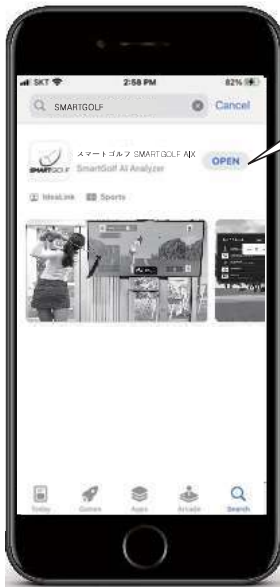 SKT 2:58 PM 82%
SMARTGOLF Cancel
スマートゴルフ SMARTGOLF AIX
SmartGolf AI Analyzer
OPEN
SMARTGOLF
IdeaLink Sports
Today Games Apps Arcade Search